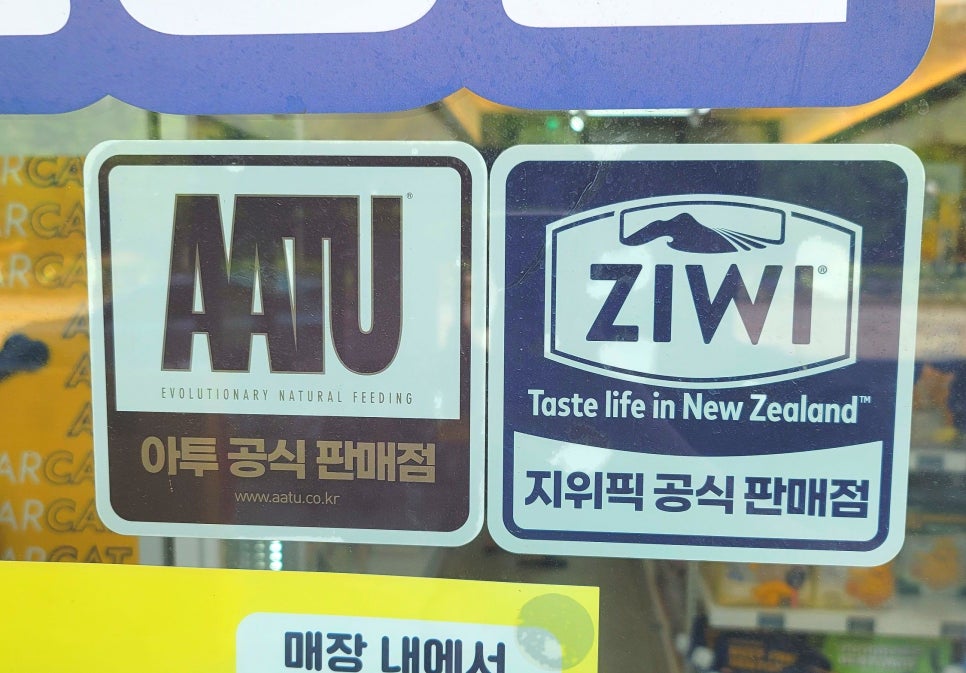 AATU®
EVOLUTIONARY NATURAL FEEDING
아투 공식 판매점
www.aatu.co.kr
ZIWI®
Taste life in New Zealand™
지위픽 공식 판매점
ARCAT
매장 내에서